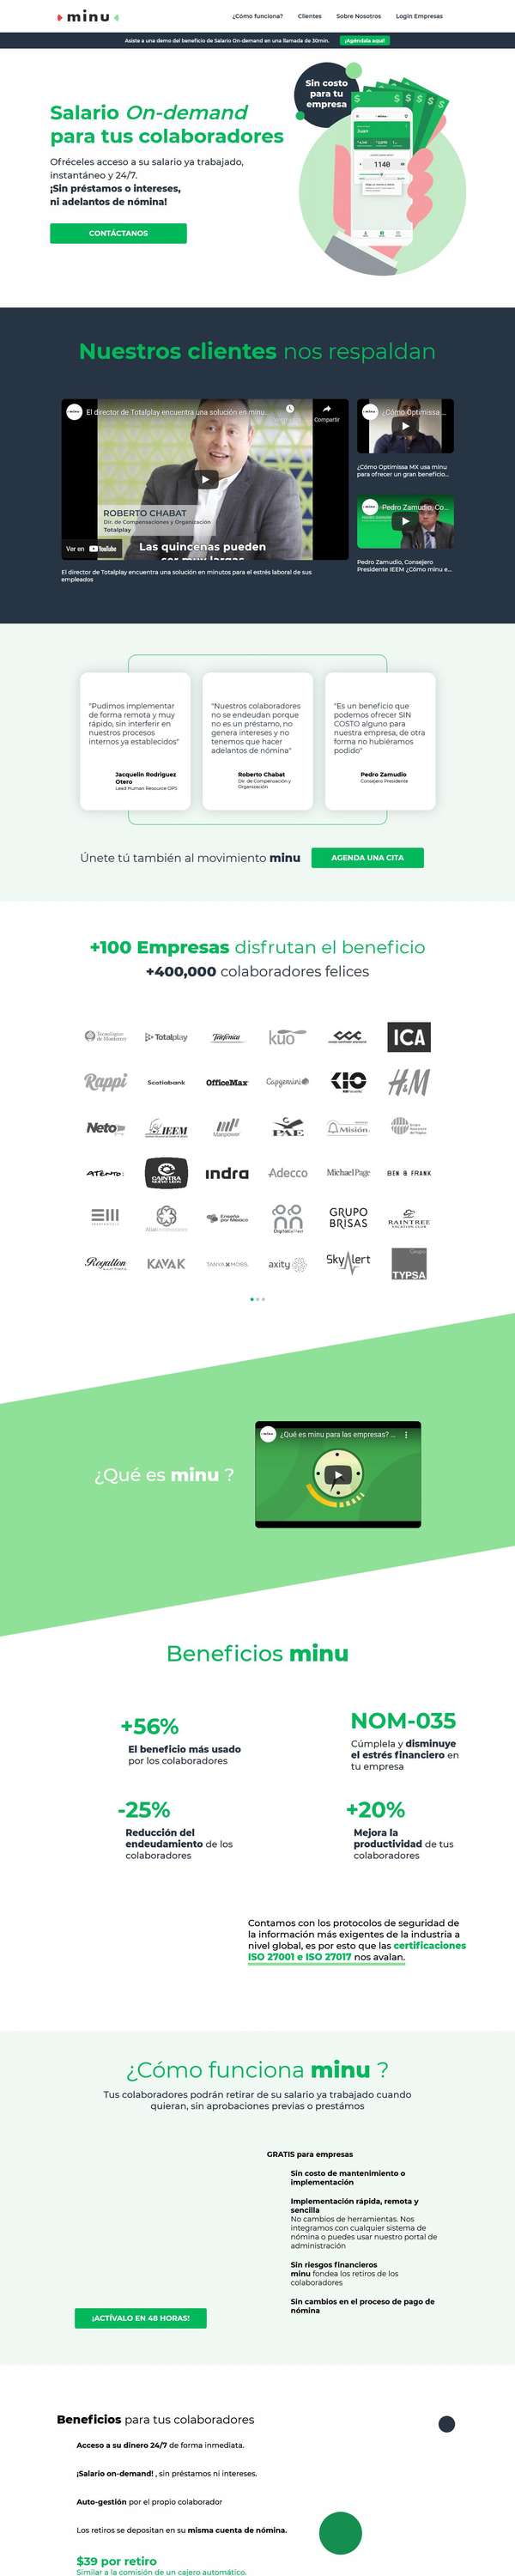 minu
¿Cómo funciona?
Clientes
Sobre Nosotros
Login Empresas
Asiste a una demo del beneficio de Salario On-demand en una llamada de 30min.
¡Agéndala aquí!
Sin costo
para tu
empresa
Salario On-demand
para tus colaboradores
Ofréceles acceso a su salario ya trabajado,
instantáneo y 24/7.
¡Sin préstamos o intereses,
ni adelantos de nómina!
CONTÁCTANOS
1140
Nuestros clientes nos respaldan
El director de Totalplay encuentra una solución en minu...
Compartir
ROBERTO CHABAT
Dir. de Compensaciones y Organización
Totalplay
Ver en YouTube
Las quincenas pueden
ser muy largas
El director de Totalplay encuentra una solución en minutos para el estrés laboral de sus
empleados
¿Cómo Optimissa ...
¿Cómo Optimissa MX usa minu
para ofrecer un gran beneficio...
Pedro Zamudio, Co...
Pedro Zamudio, Consejero
Presidente IEEM ¿Cómo minu e...
"Pudimos implementar
de forma remota y muy
rápido, sin interferir en
nuestros procesos
internos ya establecidos"
Jacquelin Rodriguez
Otero
Lead Human Resource OPS
"Nuestros colaboradores
no se endeudan porque
no es un préstamo, no
genera intereses y no
tenemos que hacer
adelantos de nómina"
Roberto Chabat
Dir. de Compensación y
Organización
"Es un beneficio que
podemos ofrecer SIN
COSTO alguno para
nuestra empresa, de otra
forma no hubiéramos
podido"
Pedro Zamudio
Consejero Presidente
Únete tú también al movimiento minu
AGENDA UNA CITA
+100 Empresas disfrutan el beneficio
+400,000 colaboradores felices
Tecnológico
de Monterrey
Totalplay
Telefónica
kuo
ICA
Rappi
Scotiabank
OfficeMax
Capgemini
KIO
H&M
Neto
IEEM
Manpower
PAE
Misión
ATENTO
CAINTRA
NUEVO LEÓN
indra
Adecco
Michael Page
BEN & FRANK
Enseña
por México
GRUPO
BRISAS
RAINTREE
VACATION CLUB
Royalton
KAVAK
axity
SkyAlert
Grupo
TYPSA
¿Qué es minu ?
¿Qué es minu para las empresas? ...
Beneficios minu
+56%
El beneficio más usado
por los colaboradores
NOM-035
Cúmplela y disminuye
el estrés financiero en
tu empresa
-25%
Reducción del
endeudamiento de los
colaboradores
+20%
Mejora la
productividad de tus
colaboradores
Contamos con los protocolos de seguridad de
la información más exigentes de la industria a
nivel global, es por esto que las certificaciones
ISO 27001 e ISO 27017 nos avalan.
¿Cómo funciona minu ?
Tus colaboradores podrán retirar de su salario ya trabajado cuando
quieran, sin aprobaciones previas o prestámos
GRATIS para empresas
Sin costo de mantenimiento o
implementación
Implementación rápida, remota y
sencilla
No cambios de herramientas. Nos
integramos con cualquier sistema de
nómina o puedes usar nuestro portal de
administración
Sin riesgos financieros
minu fondea los retiros de los
colaboradores
Sin cambios en el proceso de pago de
nómina
¡ACTÍVALO EN 48 HORAS!
Beneficios para tus colaboradores
Acceso a su dinero 24/7 de forma inmediata.
¡Salario on-demand! , sin préstamos ni intereses.
Auto-gestión por el propio colaborador
Los retiros se depositan en su misma cuenta de nómina.
$39 por retiro
Similar a la comisión de un cajero automático.